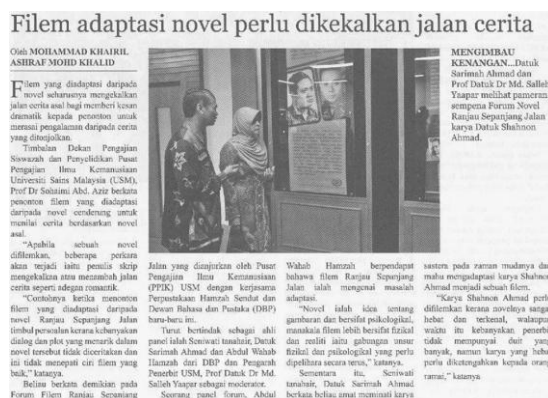 Filem adaptasi novel perlu dikekalkan jalan cerita
Oleh MOHAMMAD KHAIRIL
ASHRAF MOHD KHALID
Filem yang diadaptasi daripada
novel seharusnya mengekalkan
jalan cerita asal bagi memberi kesan
dramatik kepada penonton untuk
merasai pengalaman daripada cerita
yang ditonjolkan.
Timbalan Dekan Pengajian
Siswazah dan Penyelidikan Pusat
Pengajian Ilmu Kemanusiaan
Universiti Sains Malaysia (USM),
Prof Dr Sohaimi Abd. Aziz berkata
penonton filem yang diadaptasi
daripada novel cenderung untuk
menilai cerita berdasarkan novel
asal.
"Apabila sebuah novel
difilemkan, beberapa perkara
akan terjadi iaitu penulis skrip
mengekalkan atau menambah jalan
cerita seperti adegan romantik.
"Contohnya ketika menonton
filem yang diadaptasi daripada
novel Ranjau Sepanjang Jalan
timbul persoalan kerana kebanyakan
dialog dan plot yang menarik dalam
novel tersebut tidak diceritakan dan
ini tidak menepati ciri filem yang
baik," katanya.
Beliau berkata demikian pada
Forum Filem Ranjau Sepanjang
Jalan yang dianjurkan oleh Pusat
Pengajian Ilmu Kemanusiaan
(PPIK) USM dengan kerjasama
Perpustakaan Hamzah Sendut dan
Dewan Bahasa dan Pustaka (DBP)
baru-baru ini.
Turut bertindak sebagai ahli
panel ialah Seniwati tanahair, Datuk
Sarimah Ahmad dan Abdul Wahab
Hamzah dari DBP dan Pengarah
Penerbit USM, Prof Datuk Dr Md.
Salleh Yaapar sebagai moderator.
Seorang panel forum, Abdul
Wahab Hamzah berpendapat
bahawa filem Ranjau Sepanjang
Jalan ialah mengenai masalah
adaptasi.
"Novel ialah idea tentang
gambaran dan bersifat psikologikal,
manakala filem lebih bersifat fizikal
dan realiti iaitu gabungan unsur
fizikal dan psikologikal yang perlu
dipelihara secara terus," katanya.
Sementara itu, Seniwati
tanahair, Datuk Sarimah Ahmad
berkata beliau amat meminati karya
sastera pada zaman mudanya dan
mahu mengadaptasi karya Shahnon
Ahmad menjadi sebuah filem.
"Karya Shahnon Ahmad perlu
difilemkan kerana novelnya sangat
hebat dan terkenal, walaupun
waktu itu kebanyakan penerbit
tidak mempunyai duit yang
banyak, namun karya yang hebat
perlu diketengahkan kepada orang
ramai," katanya.
MENGIMBAU
KENANGAN...Datuk
Sarimah Ahmad dan
Prof Datuk Dr Md. Salleh
Yaapar melihat pameran
sempena Forum Novel
Ranjau Sepanjang Jalan
karya Datuk Shahnon
Ahmad.